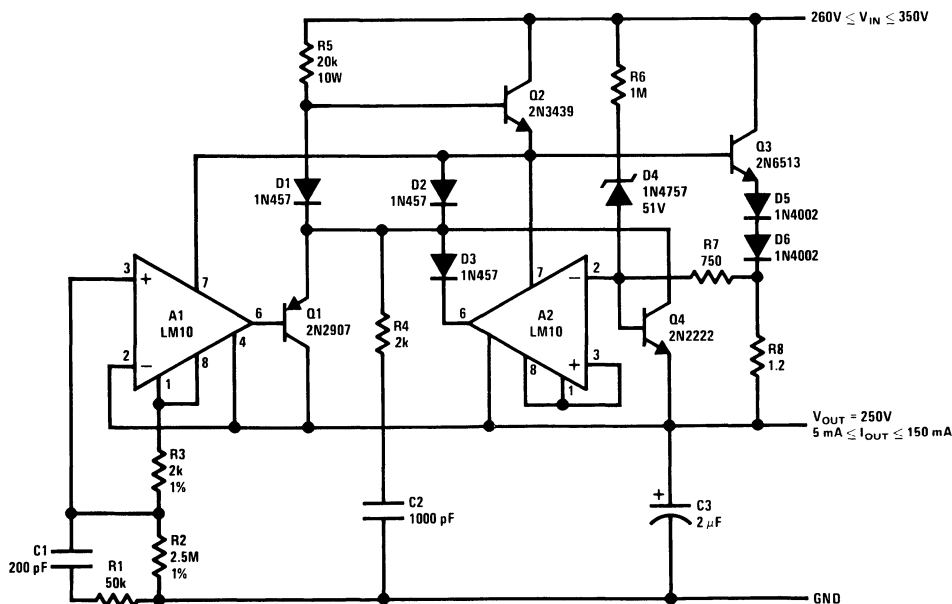 260V ≤ VIN ≤ 350V
R5
20k
10W
Q2
2N3439
R6
1M
Q3
2N6513
D1
1N457
D2
1N457
D4
1N4757
51V
D5
1N4002
D6
1N4002
R7
750
D3
1N457
3
+
7
A1
LM10
6
4
2
−
8
1
Q1
2N2907
R4
2k
7
−
2
6
A2
LM10
3
+
8
1
Q4
2N2222
R8
1.2
VOUT = 250V
5 mA ≤ IOUT ≤ 150 mA
R3
2k
1%
C2
1000 pF
+
C3
2 μF
C1
200 pF
R1
50k
R2
2.5M
1%
GND